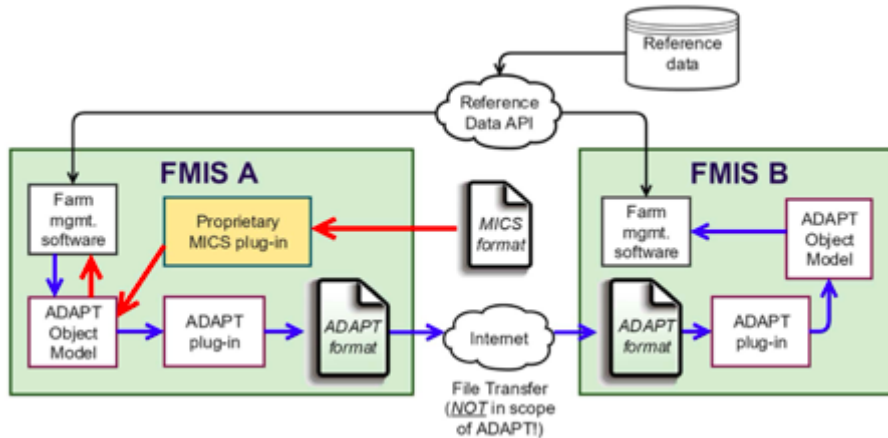 Reference
data
Reference
Data API
FMIS A
Farm
mgmt.
software
Proprietary
MICS plug-in
MICS
format
ADAPT
Object
Model
ADAPT
plug-in
ADAPT
format
Internet
File Transfer
(NOT in scope
of ADAPT!)
FMIS B
Farm
mgmt.
software
ADAPT
Object
Model
ADAPT
format
ADAPT
plug-in